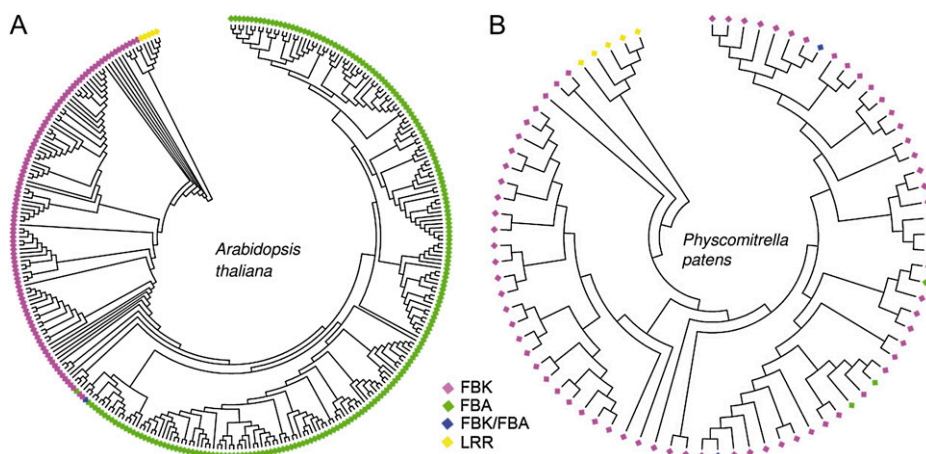 A
B
Arabidopsis
thaliana
Physcomitrella
patens
FBK
FBA
FBK/FBA
LRR